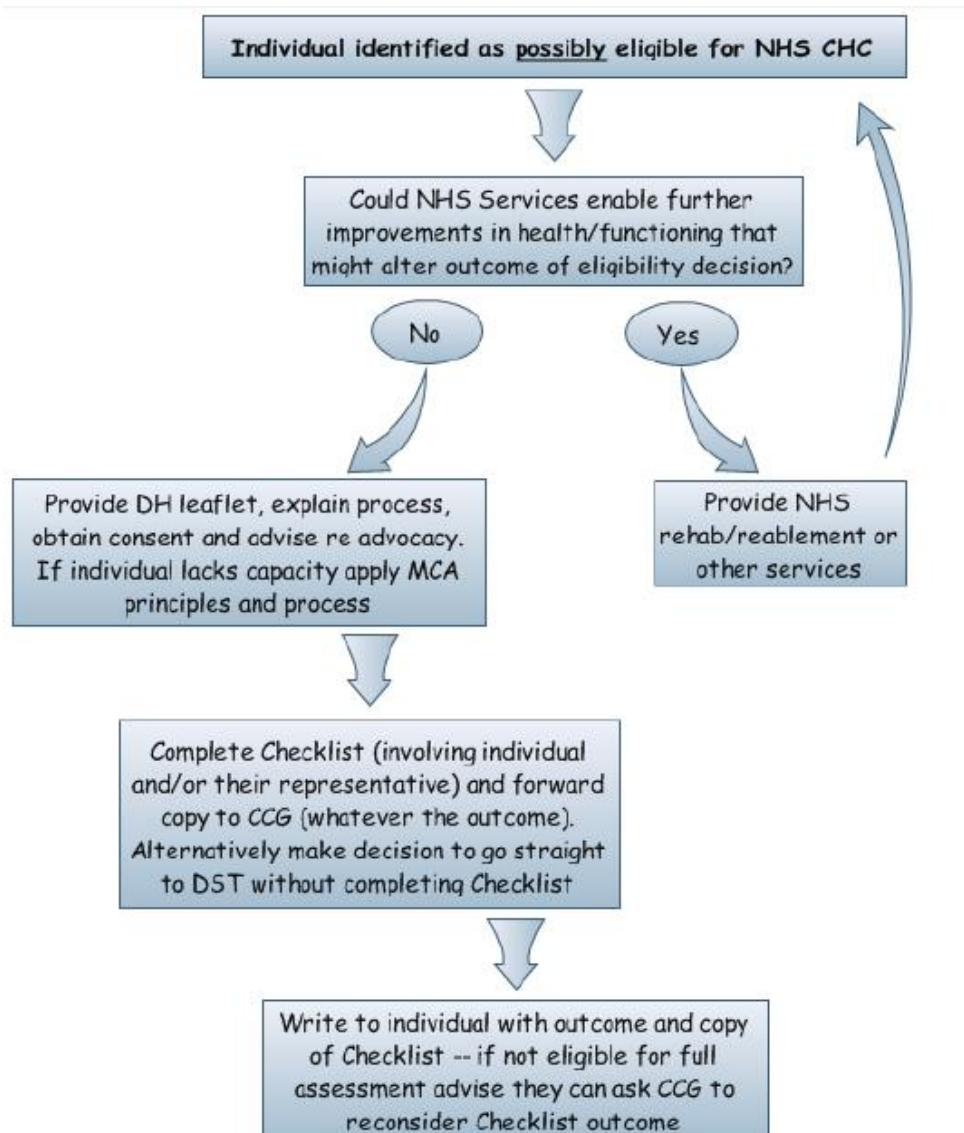 Individual identified as possibly eligible for NHS CHC
Could NHS Services enable further
improvements in health/functioning that
might alter outcome of eligibility decision?
No
Yes
Provide DH leaflet, explain process,
obtain consent and advise re advocacy.
If individual lacks capacity apply MCA
principles and process
Provide NHS
rehab/reablement or
other services
Complete Checklist (involving individual
and/or their representative) and forward
copy to CCG (whatever the outcome).
Alternatively make decision to go straight
to DST without completing Checklist
Write to individual with outcome and copy
of Checklist -- if not eligible for full
assessment advise they can ask CCG to
reconsider Checklist outcome